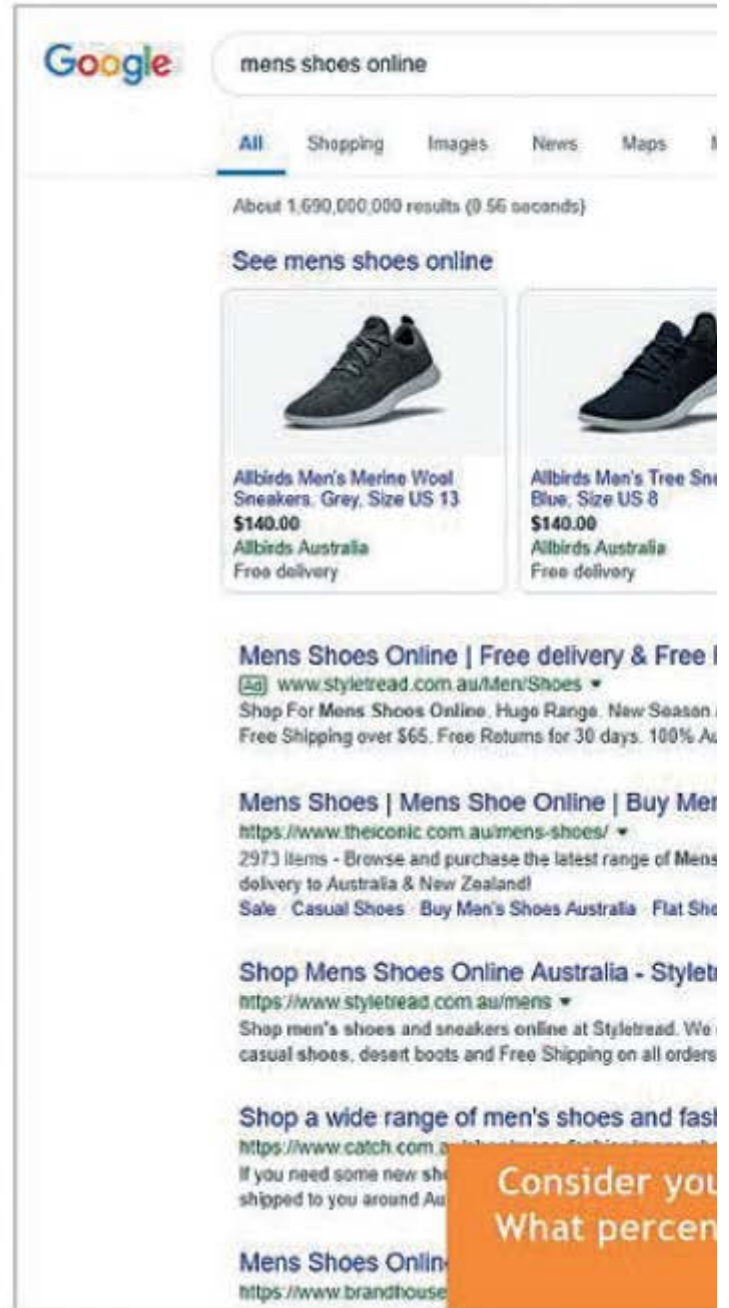 Google
mens shoes online
All Shopping Images News Maps
About 1,690,000,000 results (0.56 seconds)
See mens shoes online
Allbirds Men's Merino Wool
Sneakers. Grey, Size US 13
$140.00
Allbirds Australia
Free delivery
Allbirds Men's Tree Sne
Blue, Size US 8
$140.00
Allbirds Australia
Free delivery
Mens Shoes Online | Free delivery & Free
Ad www.styletread.com.au/Men/Shoes
Shop For Mens Shoes Online, Huge Range. New Season
Free Shipping over $65. Free Returns for 30 days. 100% Au
Mens Shoes | Mens Shoe Online | Buy Men
https://www.theiconic.com.au/mens-shoes/
2973 Items - Browse and purchase the latest range of Mens
delivery to Australia & New Zealand!
Sale · Casual Shoes · Buy Men's Shoes Australia · Flat Sho
Shop Mens Shoes Online Australia - Styletr
https://www.styletread.com.au/mens
Shop men's shoes and sneakers online at Styletread. We
casual shoes, desert boots and Free Shipping on all orders
Shop a wide range of men's shoes and fash
https://www.catch.com.a
If you need some new sho
shipped to you around Au
Consider you
What percen
Mens Shoes Onlin
https://www.brandhouse